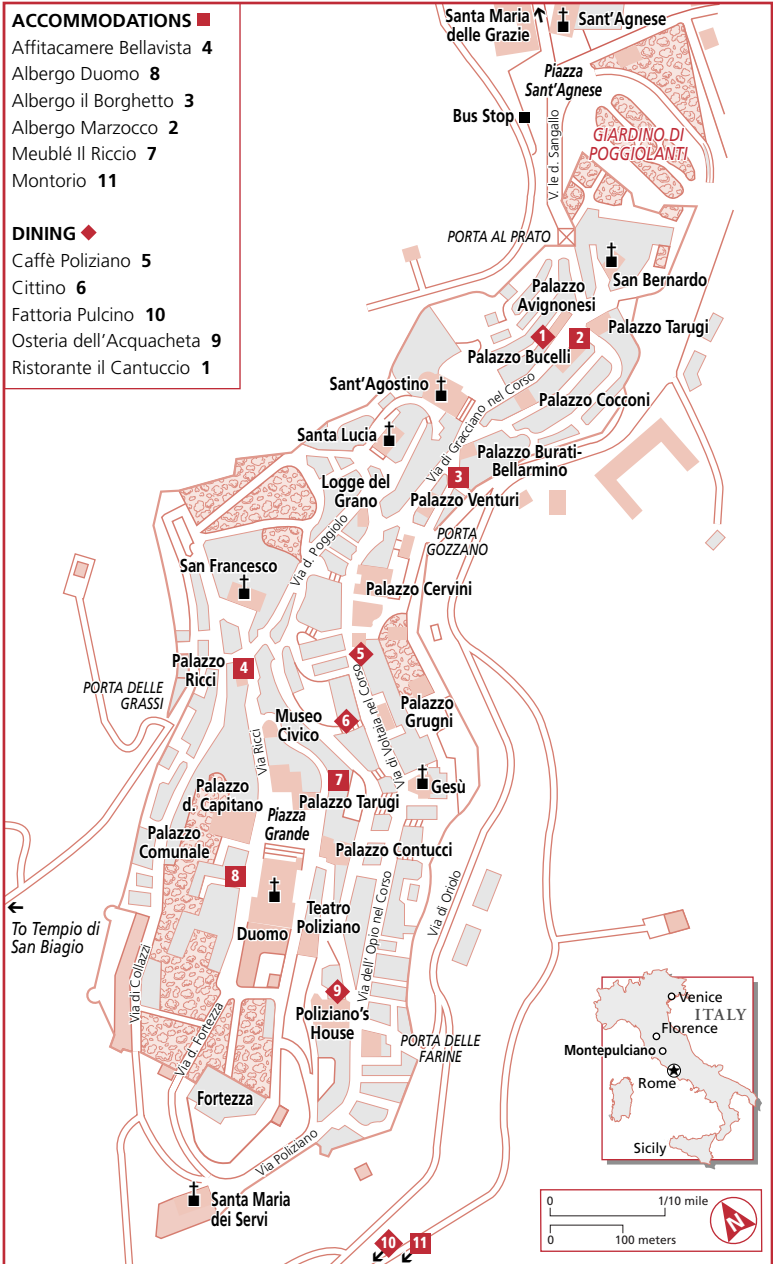 ACCOMMODATIONS
Affitacamere Bellavista 4
Albergo Duomo 8
Albergo il Borghetto 3
Albergo Marzocco 2
Meublé Il Riccio 7
Montorio 11
DINING
Caffè Poliziano 5
Cittino 6
Fattoria Pulcino 10
Osteria dell'Acquacheta 9
Ristorante il Cantuccio 1
Santa Maria
delle Grazie
Sant'Agnese
Piazza
Sant'Agnese
Bus Stop
V. le d. Sangallo
GIARDINO DI
POGGIOLANTI
PORTA AL PRATO
San Bernardo
Palazzo
Avignonesi
Palazzo Tarugi
1
2
Palazzo Bucelli
Sant'Agostino
Via di Gracciano nel Corso
Palazzo Cocconi
Santa Lucia
Palazzo Burati-
Bellarmino
3
Logge del
Grano
Palazzo Venturi
Via d. Poggiolo
PORTA
GOZZANO
San Francesco
Palazzo Cervini
5
Palazzo
Ricci
4
PORTA DELLE
GRASSI
Palazzo
Grugni
Museo
Civico
6
Via di Voltaia nel Corso
Via Ricci
7
Gesù
Palazzo
d. Capitano
Palazzo Tarugi
Piazza
Grande
Palazzo
Comunale
Palazzo Contucci
8
Via di Oriolo
To Tempio di
San Biagio
Duomo
Teatro
Poliziano
Via dell' Opio nel Corso
Via di Collazzi
9
Poliziano's
House
Via d. Fortezza
PORTA DELLE
FARINE
Fortezza
Via Poliziano
Santa Maria
dei Servi
10
11
Venice
ITALY
Florence
Montepulciano
Rome
Sicily
0
1/10 mile
0
100 meters
N